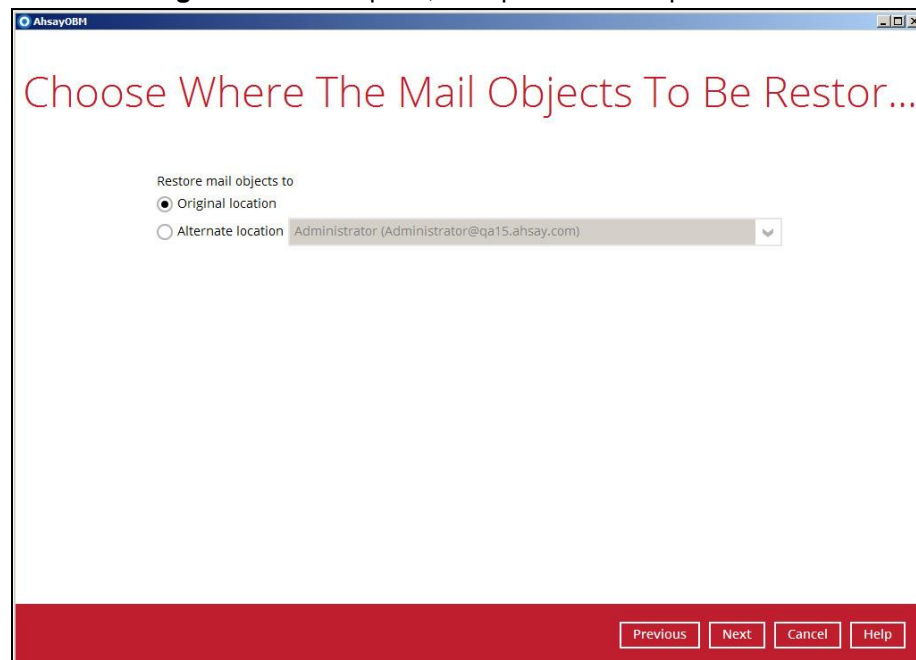 AhsayOBM
Choose Where The Mail Objects To Be Restor...
Restore mail objects to
Original location
Alternate location Administrator (Administrator@qa15.ahsay.com)
Previous Next Cancel Help